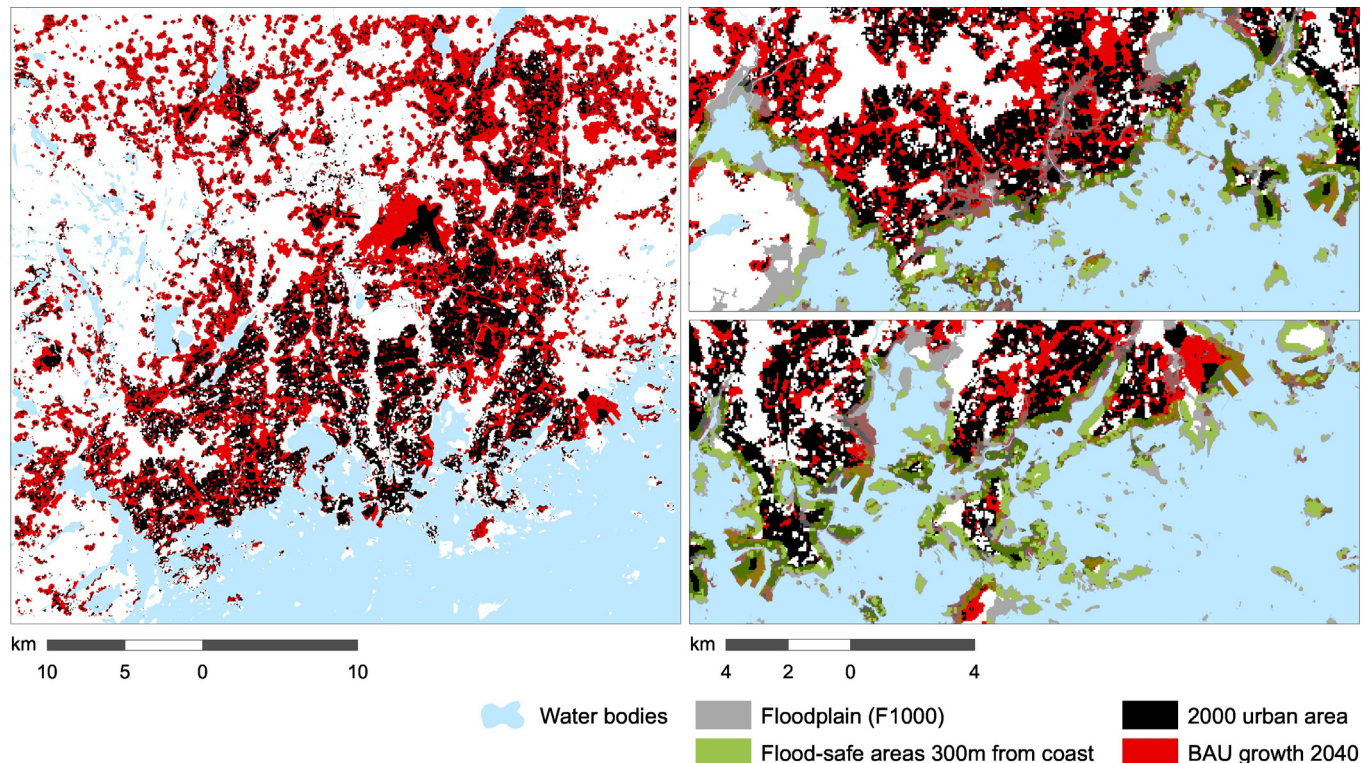 km
10 5 0 10
km
4 2 0 4
Water bodies
Floodplain (F1000)
2000 urban area
Flood-safe areas 300m from coast
BAU growth 2040